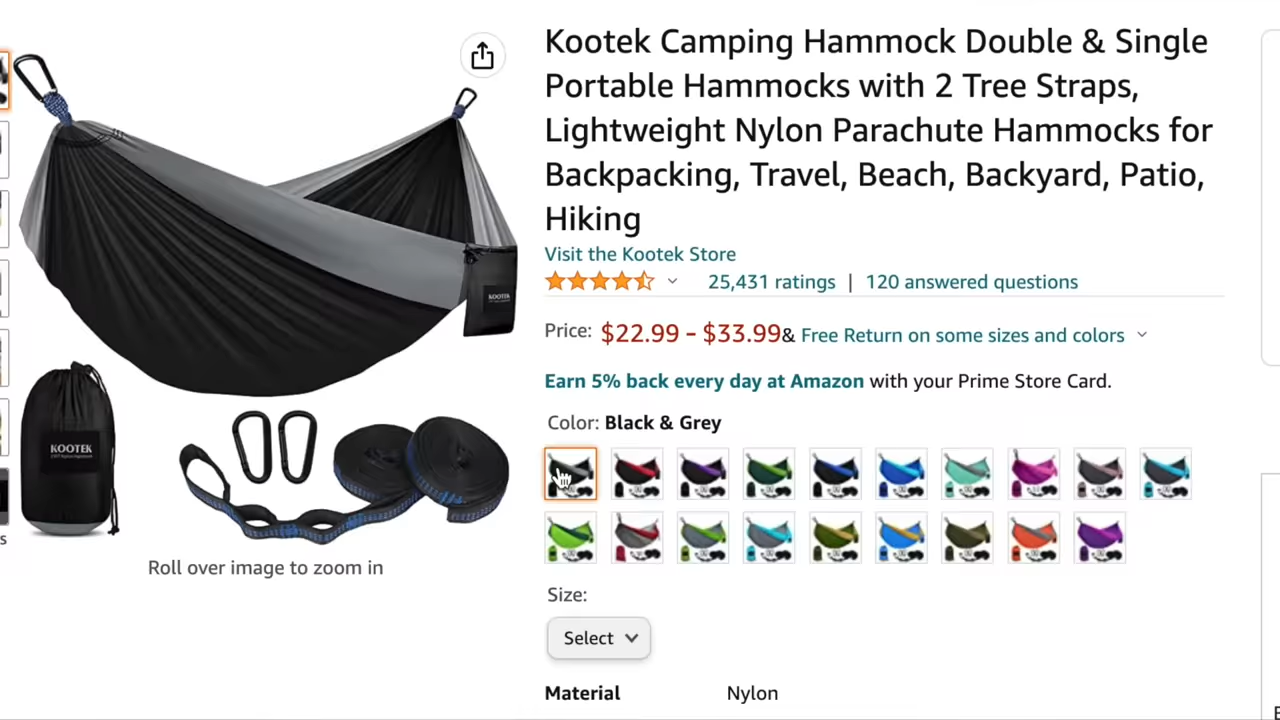 Kootek Camping Hammock Double & Single
Portable Hammocks with 2 Tree Straps,
Lightweight Nylon Parachute Hammocks for
Backpacking, Travel, Beach, Backyard, Patio,
Hiking
Visit the Kootek Store
25,431 ratings | 120 answered questions
Price: $22.99 - $33.99& Free Return on some sizes and colors
Earn 5% back every day at Amazon with your Prime Store Card.
Color: Black & Grey
Size:
Select
Material Nylon
KOOTEK
KOOTEK
Roll over image to zoom in